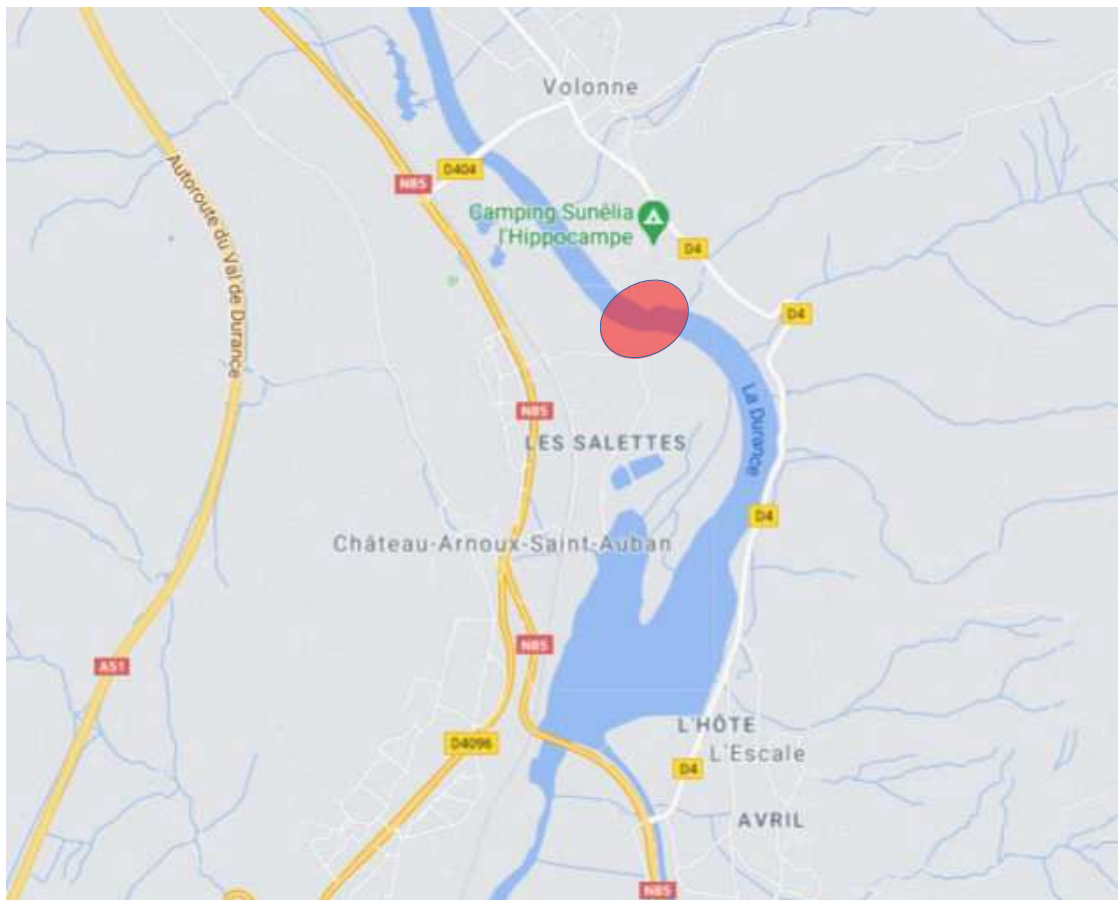 Volonne
D404
N85
Autoroute du Val de Durance
Camping Sunêlia
l'Hippocampe
D4
D4
N85
La Durance
LES SALETTES
D4
Château-Arnoux-Saint-Auban
N85
A51
L'HÔTE
D4096
L'Escale
D4
AVRIL
N85